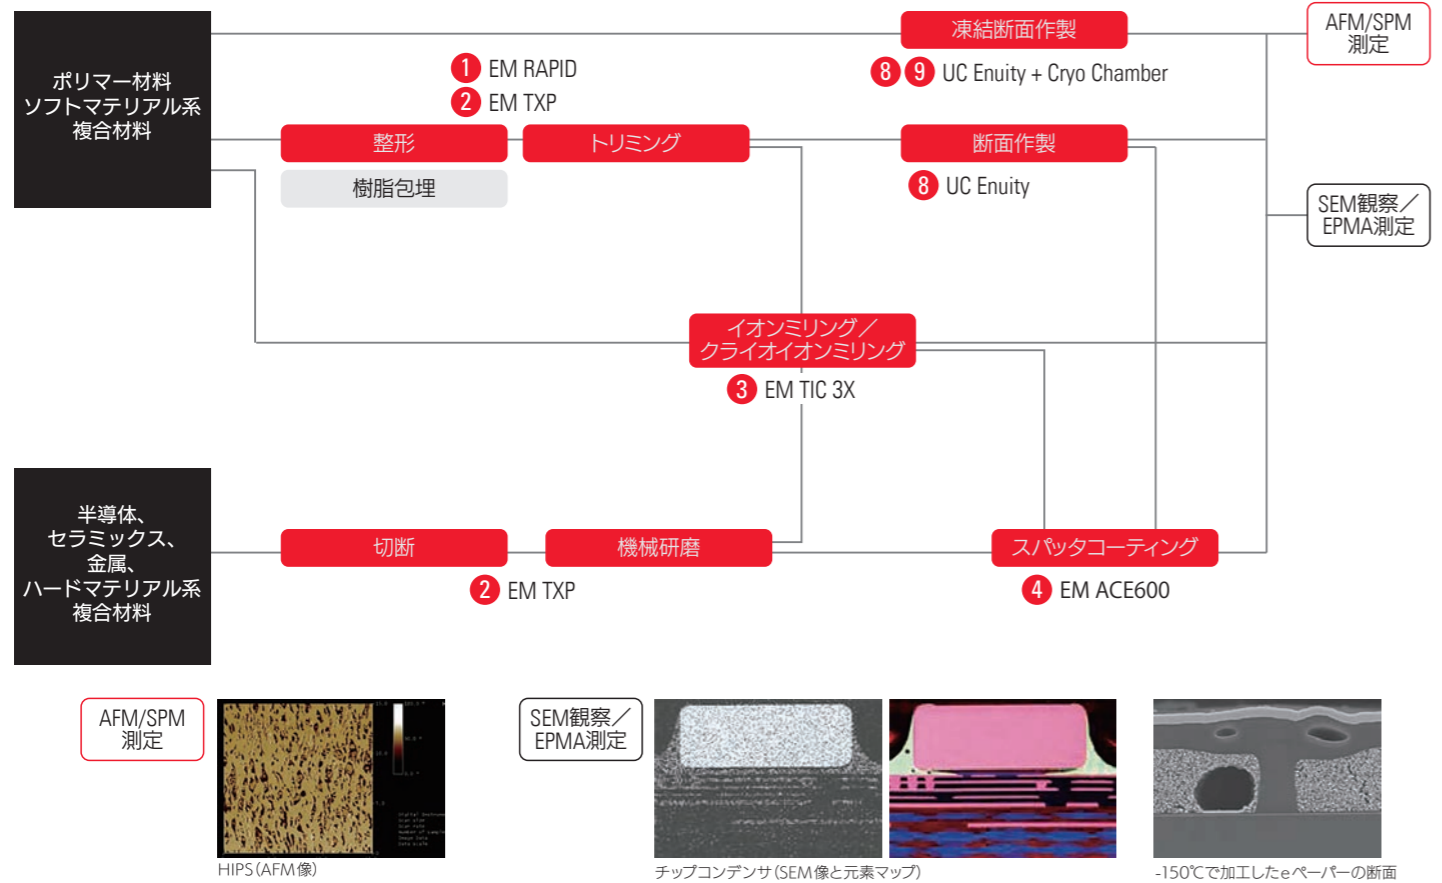 ポリマー材料
ソフトマテリアル系
複合材料
凍結断面作製
AFM/SPM
測定
1 EM RAPID
2 EM TXP
8 9 UC Enuity + Cryo Chamber
整形
トリミング
断面作製
樹脂包埋
8 UC Enuity
SEM観察／
EPMA測定
イオンミリング／
クライオイオンミリング
3 EM TIC 3X
半導体、
セラミックス、
金属、
ハードマテリアル系
複合材料
切断
機械研磨
スパッタコーティング
2 EM TXP
4 EM ACE600
AFM/SPM
測定
HIPS（AFM像）
SEM観察／
EPMA測定
チップコンデンサ（SEM像と元素マップ）
-150℃で加工したeペーパーの断面